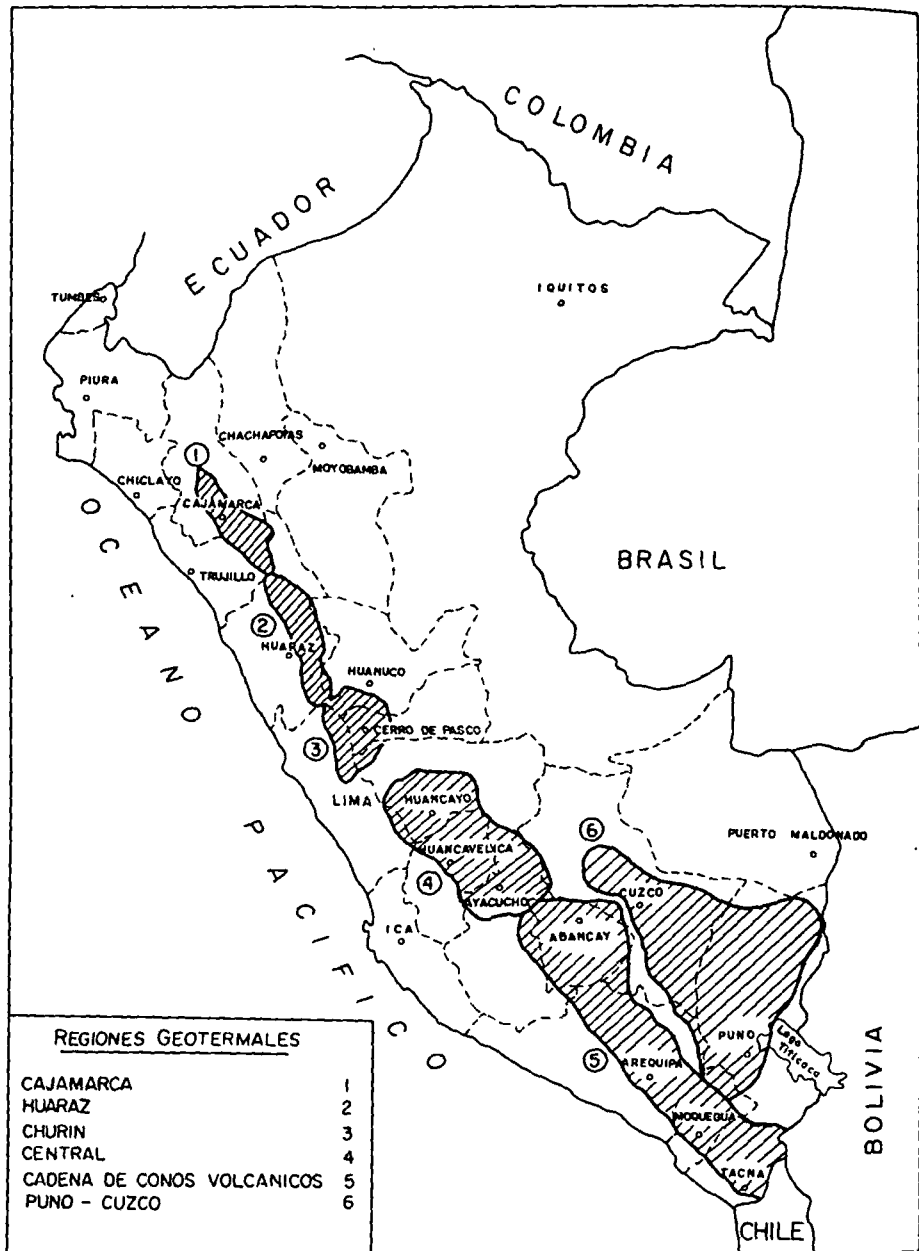 COLOMBIA
ECUADOR
TUMBES
IQUITOS
PIURA
CHACHAPOYAS
MOYOBAMBA
1
CHICLAYO
CAJAMARCA
BRASIL
TRUJILLO
2
HUARAZ
HUANUCO
CERRO DE PASCO
3
LIMA
HUANCAYO
PUERTO MALDONADO
6
HUANCAVELICA
4
CUZCO
AYACUCHO
ICA
ABANCAY
OCEANO PACIFICO
PUNO
Lago
Titicaca
5
AREQUIPA
MOQUEGUA
BOLIVIA
TACNA
CHILE
REGIONES GEOTERMALES
CAJAMARCA 1
HUARAZ 2
CHURIN 3
CENTRAL 4
CADENA DE CONOS VOLCANICOS 5
PUNO - CUZCO 6